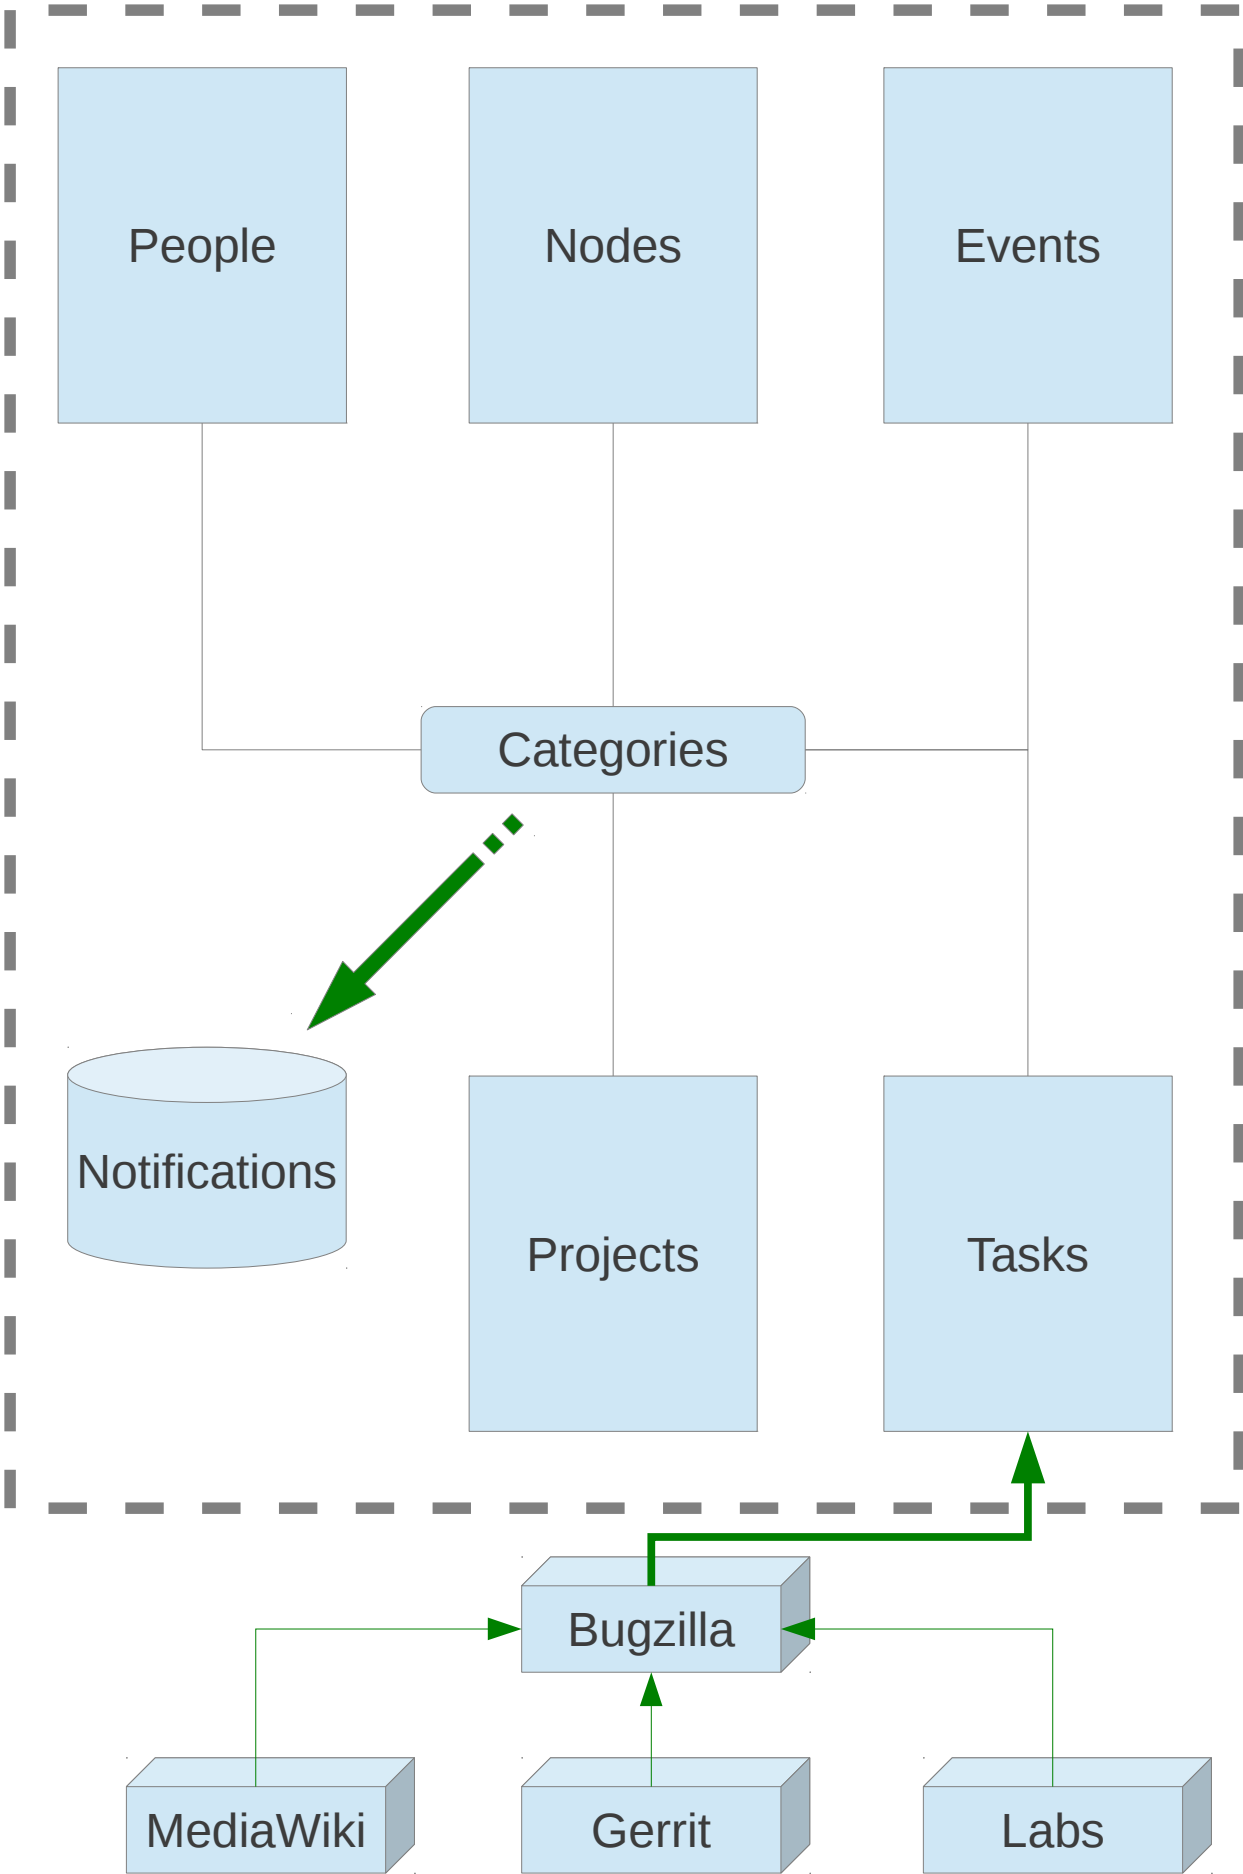 People
Nodes
Events
Categories
Notifications
Projects
Tasks
Bugzilla
MediaWiki
Gerrit
Labs